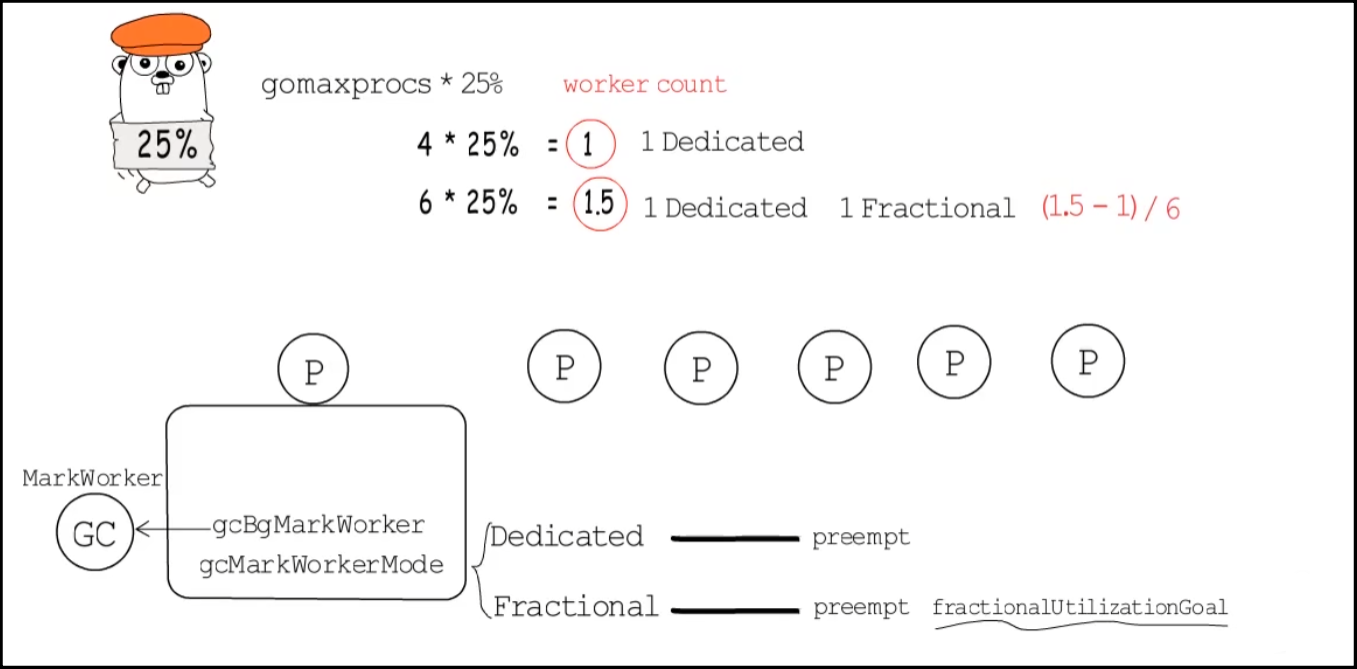 25%
gomaxprocs * 25% worker count
4 * 25% = 1 1 Dedicated
6 * 25% = 1.5 1 Dedicated 1 Fractional (1.5 - 1) / 6
P P P P P P
MarkWorker
GC
gcBgMarkWorker
gcMarkWorkerMode
Dedicated preempt
Fractional preempt fractionalUtilizationGoal